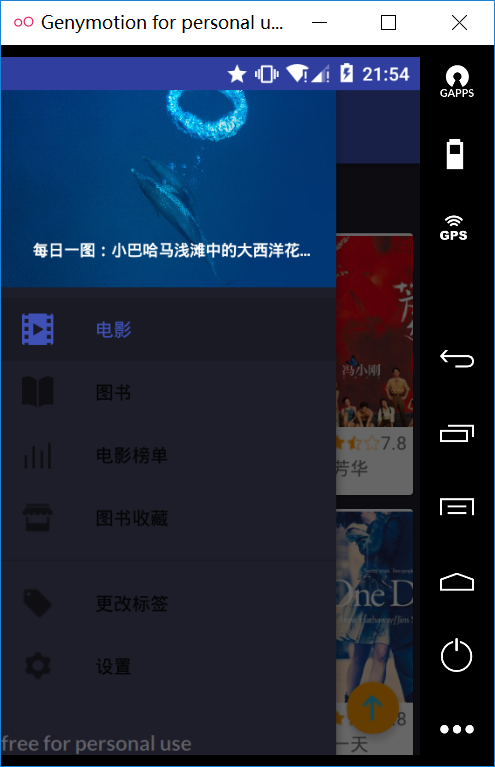 Genymotion for personal u...
21:54
GAPPS
GPS
每日一图：小巴哈马浅滩中的大西洋花...
电影
图书
电影榜单
图书收藏
更改标签
设置
冯小刚
7.8
芳华
One D
Hathaway/Jim S
.8
一天
free for personal use